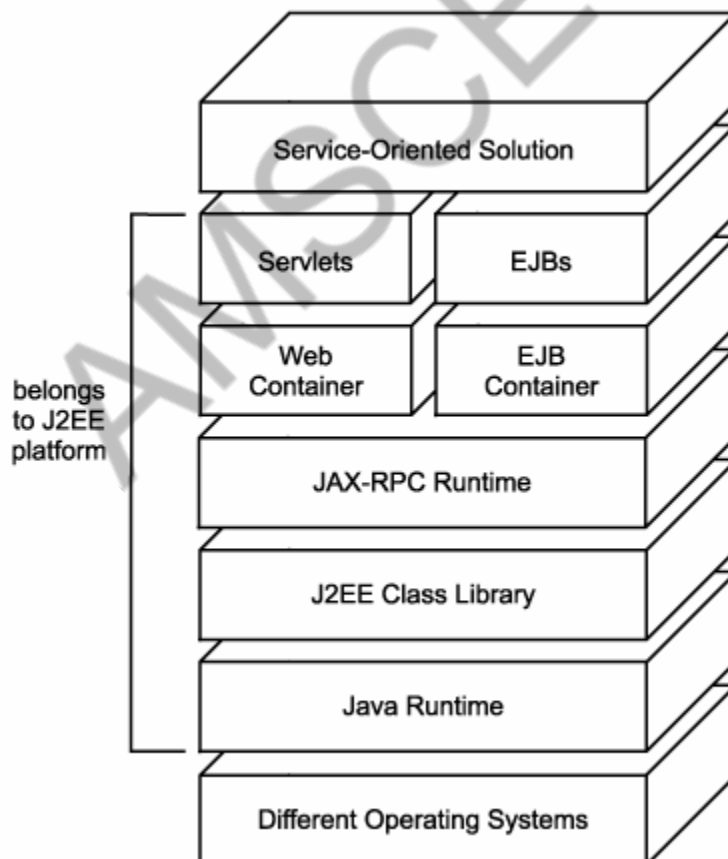 Service-Oriented Solution
Servlets
EJBs
Web
Container
EJB
Container
belongs
to J2EE
platform
JAX-RPC Runtime
J2EE Class Library
Java Runtime
Different Operating Systems
AMSCE